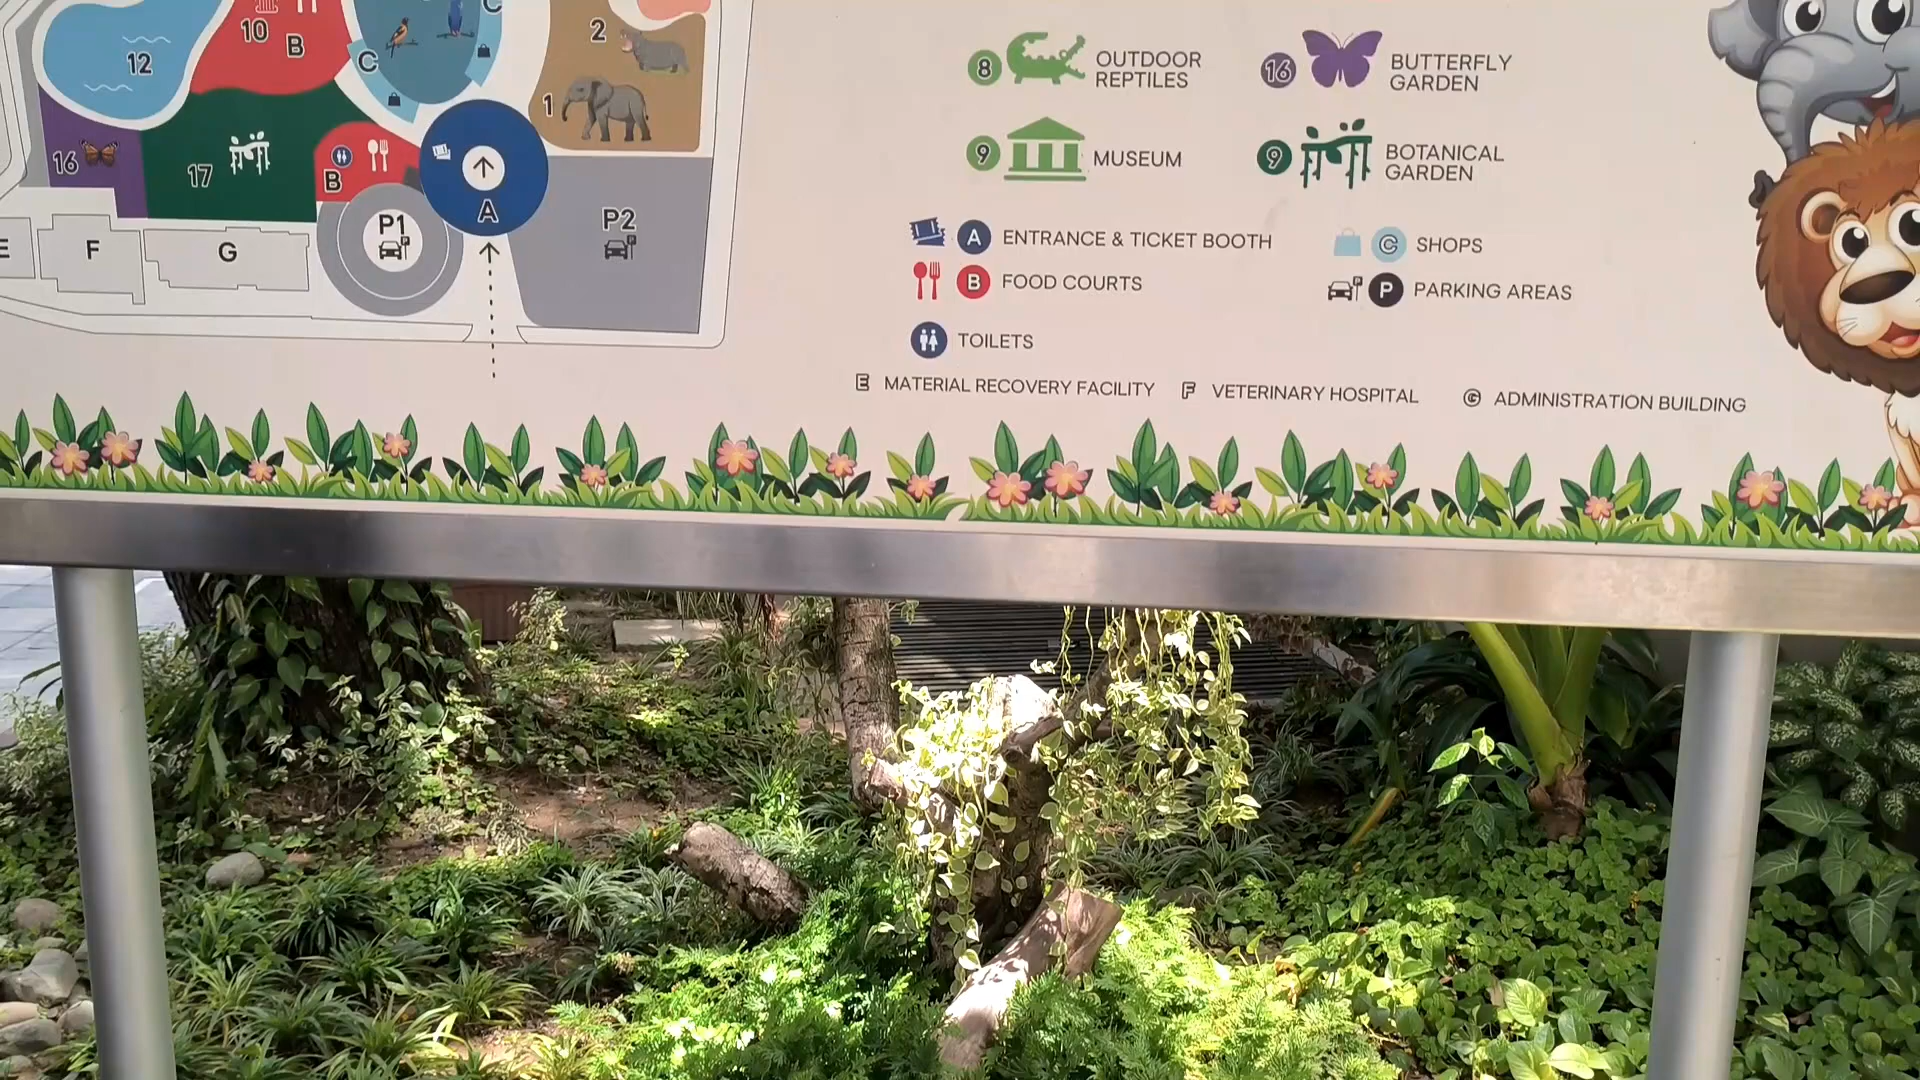 10
B
C
C
12
2
1
16
17
B
A
P1
P2
E
F
G
8 OUTDOOR
REPTILES
16 BUTTERFLY
GARDEN
9 MUSEUM
9 BOTANICAL
GARDEN
A ENTRANCE & TICKET BOOTH
C SHOPS
B FOOD COURTS
P PARKING AREAS
TOILETS
E MATERIAL RECOVERY FACILITY
F VETERINARY HOSPITAL
G ADMINISTRATION BUILDING